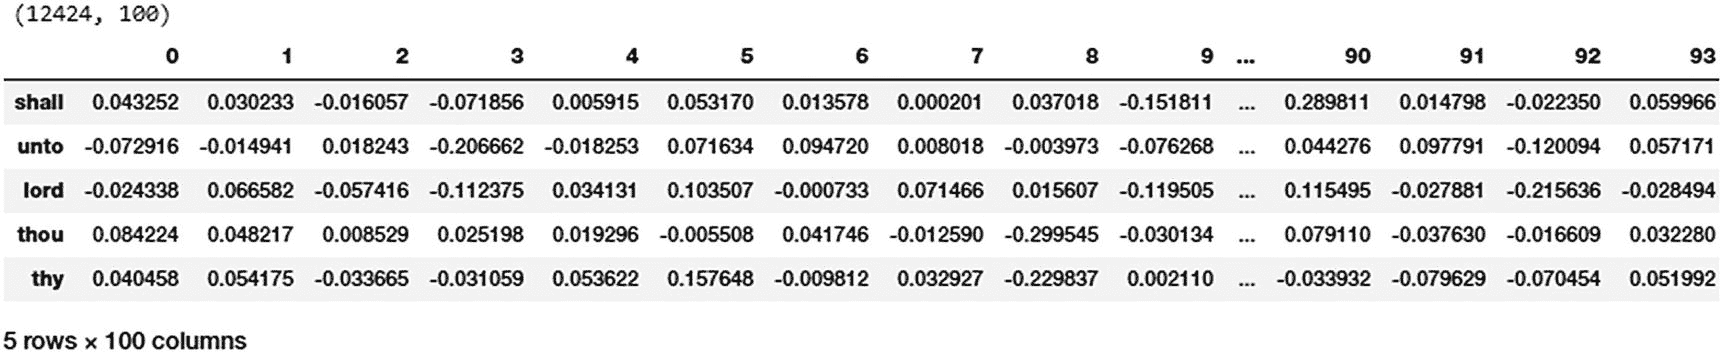 (12424, 100)
0 1 2 3 4 5 6 7 8 9 ... 90 91 92 93
shall 0.043252 0.030233 -0.016057 -0.071856 0.005915 0.053170 0.013578 0.000201 0.037018 -0.151811 ... 0.289811 0.014798 -0.022350 0.059966
unto -0.072916 -0.014941 0.018243 -0.206662 -0.018253 0.071634 0.094720 0.008018 -0.003973 -0.076268 ... 0.044276 0.097791 -0.120094 0.057171
lord -0.024338 0.066582 -0.057416 -0.112375 0.034131 0.103507 -0.000733 0.071466 0.015607 -0.119505 ... 0.115495 -0.027881 -0.215636 -0.028494
thou 0.084224 0.048217 0.008529 0.025198 0.019296 -0.005508 0.041746 -0.012590 -0.299545 -0.030134 ... 0.079110 -0.037630 -0.016609 0.032280
thy 0.040458 0.054175 -0.033665 -0.031059 0.053622 0.157648 -0.009812 0.032927 -0.229837 0.002110 ... -0.033932 -0.079629 -0.070454 0.051992
5 rows × 100 columns